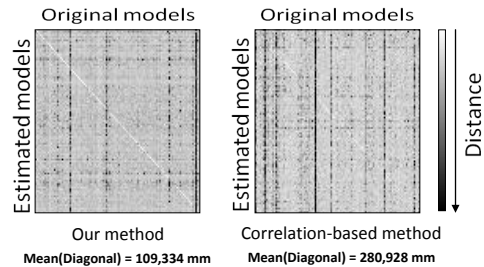 Original models
Original models
Estimated models
Estimated models
Distance
Our method
Correlation-based method
Mean(Diagonal) = 109,334 mm
Mean(Diagonal) = 280,928 mm